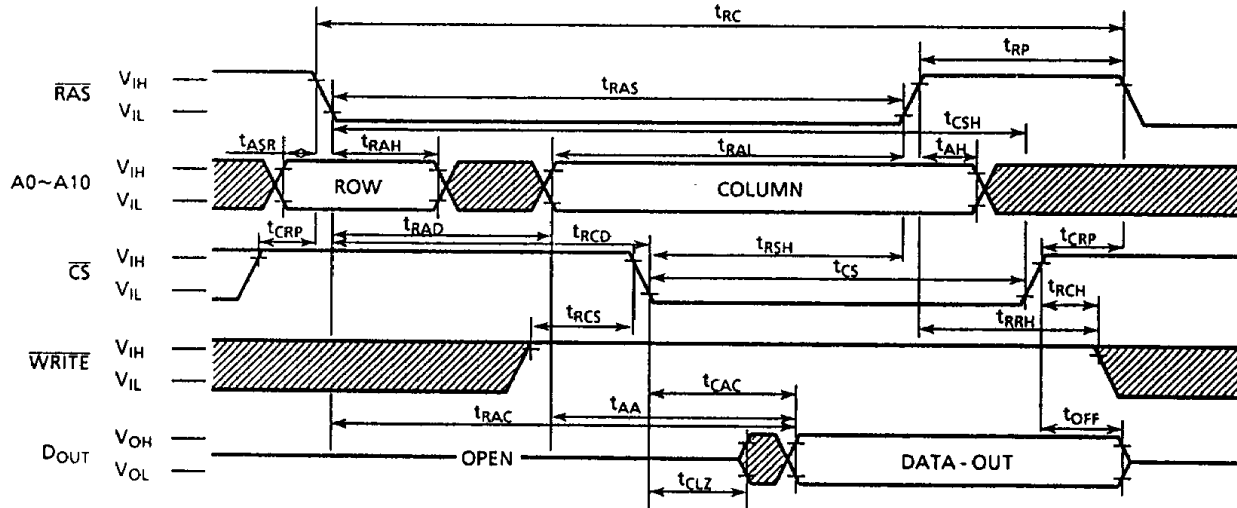 tRC
tRP
RAS
VIH
VIL
tRAS
tCSH
tASR
tRAH
tRAL
tAH
A0~A10
VIH
VIL
ROW
COLUMN
tCRP
tRAD
tRCD
tRSH
tCRP
CS
VIH
VIL
tCS
tRCH
tRCS
tRRH
WRITE
VIH
VIL
tCAC
tAA
tRAC
tOFF
DOUT
VOH
VOL
OPEN
DATA-OUT
tCLZ